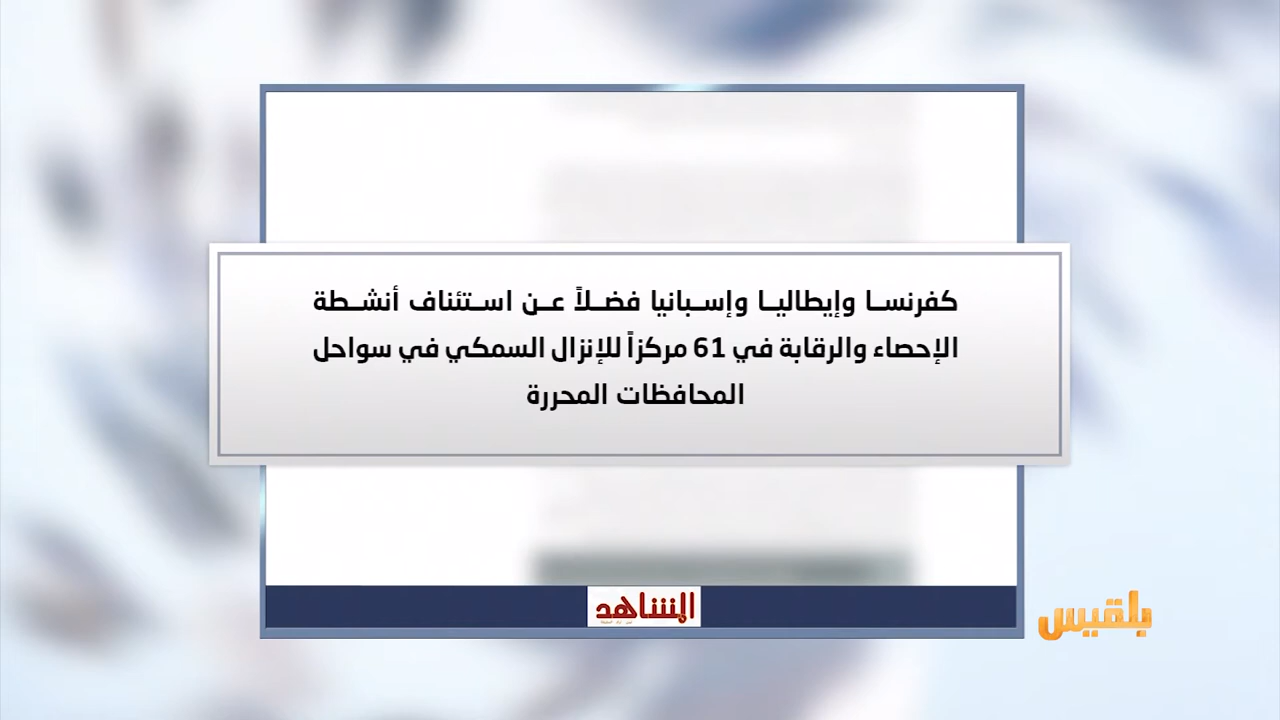 كفرنسا وإيطاليا وإسبانيا فضلاً عن استئناف أنشطة
الإحصاء والرقابة في 61 مركزاً للإنزال السمكي في سواحل
المحافظات المحررة
المشاهد
بلقيس